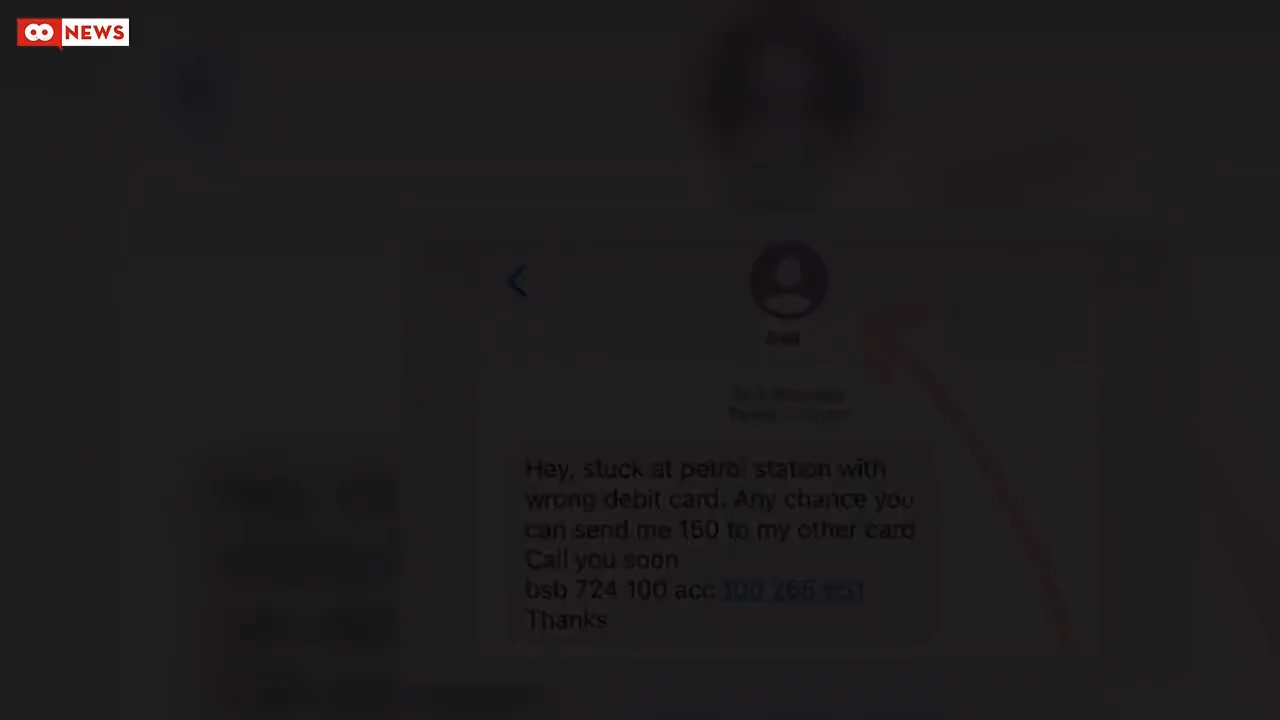 NEWS
Dad
Hey, stuck at petrol station with
wrong debit card. Any chance you
can send me 150 to my other card
Call you soon
bsb 724 100 acc
Thanks